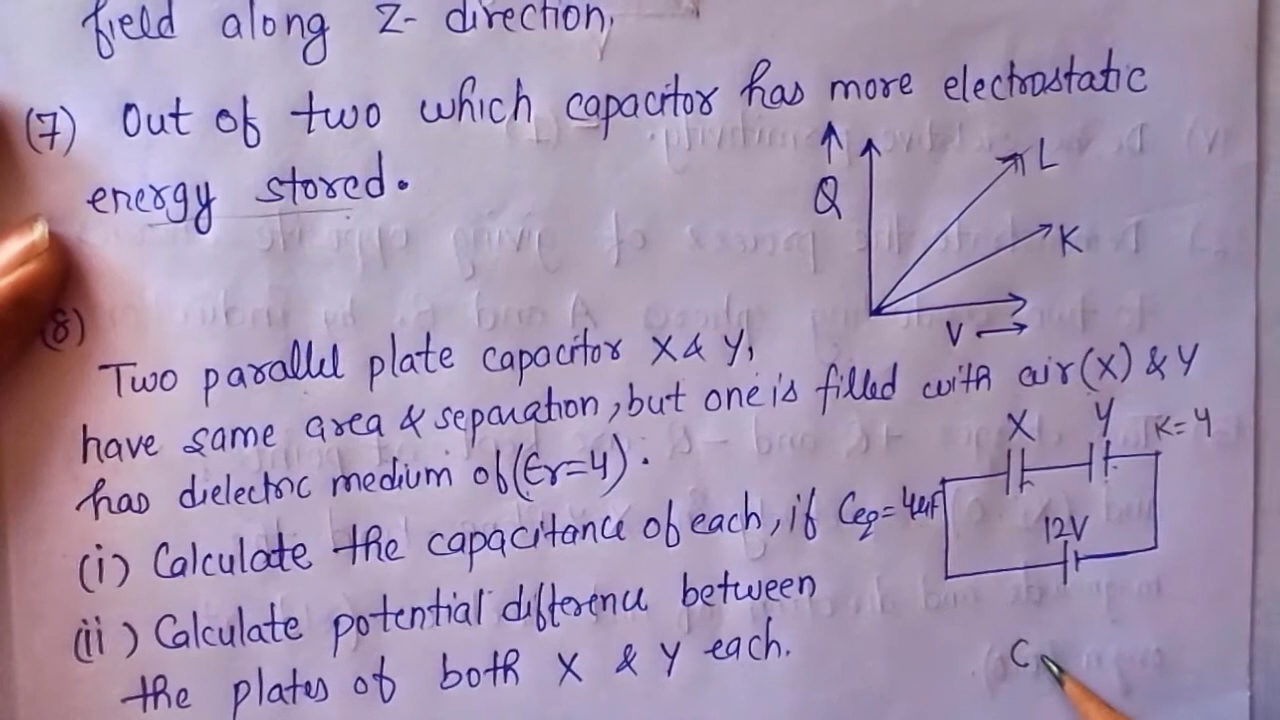 field along Z- direction,
(7) Out of two which capacitor has more electrostatic
energy stored.
Q
L
K
V
(8)
Two parallel plate capacitor X & Y,
have same area & separation, but one is filled with air(X) & Y
has dielectric medium of (Er=4).
X Y K=4
(i) Calculate the capacitance of each, if Ceq=4uF
12V
(ii) Calculate potential difference between
the plates of both X & Y each.
C